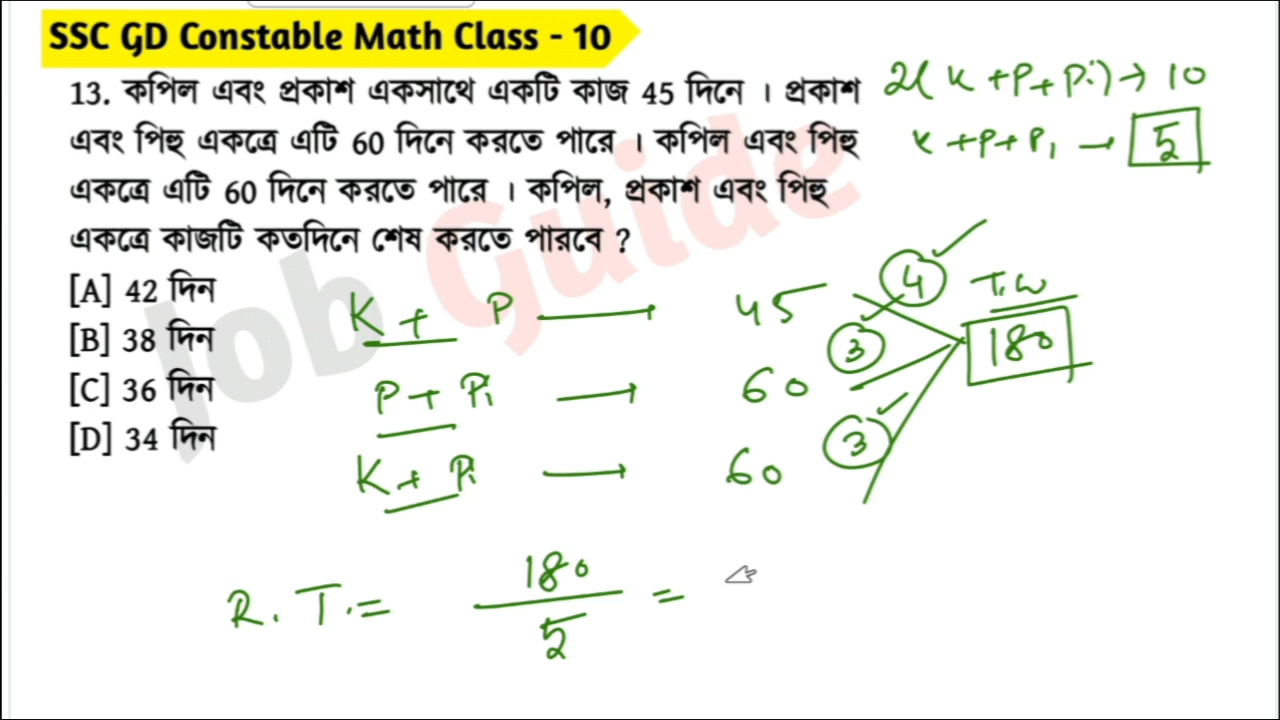 SSC GD Constable Math Class - 10
13. কপিল এবং প্রকাশ একসাথে একটি কাজ 45 দিনে । প্রকাশ
এবং পিহু একত্রে এটি 60 দিনে করতে পারে । কপিল এবং পিহু
একত্রে এটি 60 দিনে করতে পারে । কপিল, প্রকাশ এবং পিহু
একত্রে কাজটি কতদিনে শেষ করতে পারবে ?
[A] 42 দিন
[B] 38 দিন
[C] 36 দিন
[D] 34 দিন
2(K+P+Pi) → 10
K+P+Pi → 5
K + P → 45
4
T.W
180
3
P + Pi → 60
3
K + Pi → 60
R. T. = 180/5 =
Job Guide